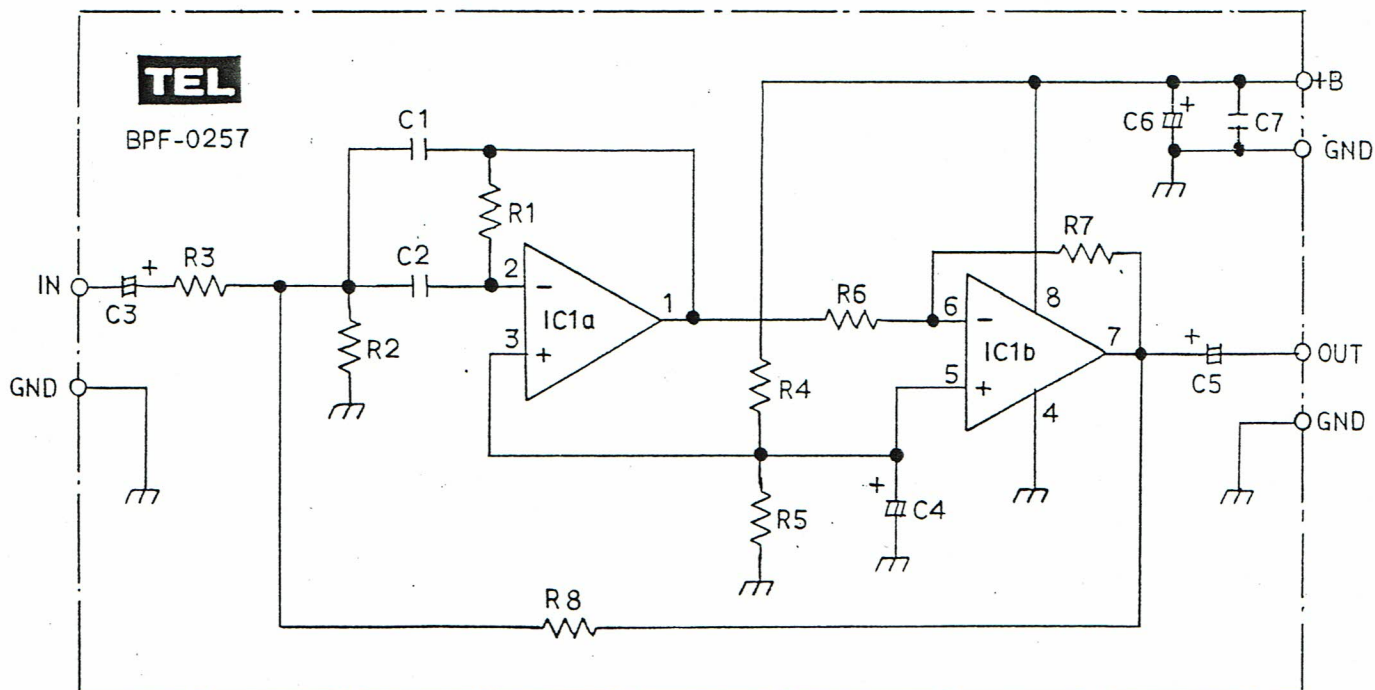 TEL
BPF-0257
+B
C6
+
C7
GND
C1
R1
R7
IN
+
C3
R3
C2
2
-
IC1a
1
3
+
R2
R6
6
-
8
IC1b
7
5
+
4
+
C5
OUT
GND
R4
GND
+
C4
R5
R8